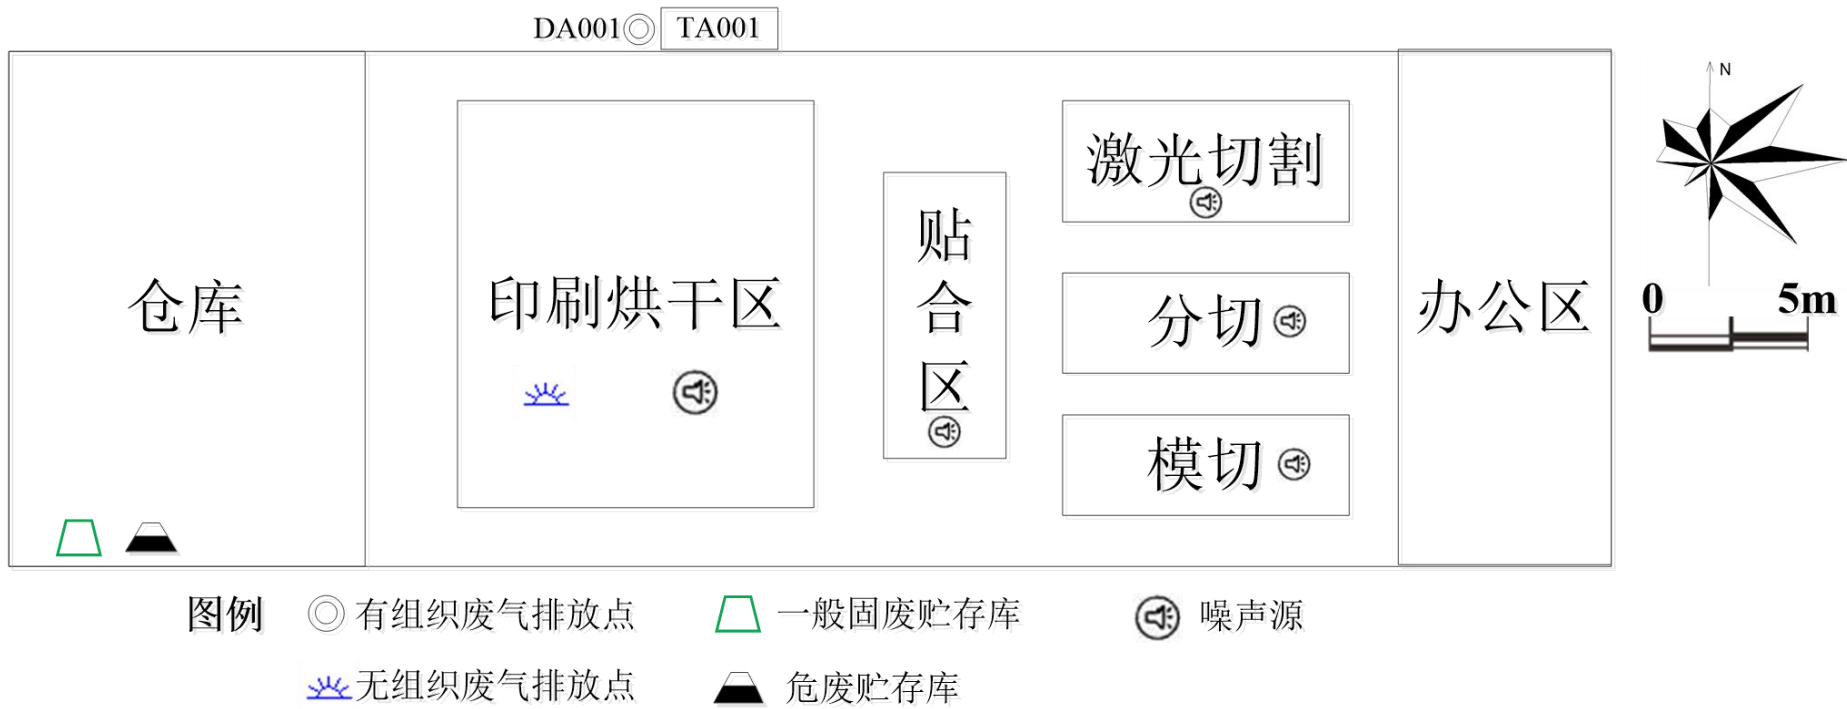 DA001 TA001
N
仓库
印刷烘干区
贴合区
激光切割
分切
模切
办公区
0 5m
图例 有组织废气排放点 一般固废贮存库 噪声源
无组织废气排放点 危废贮存库